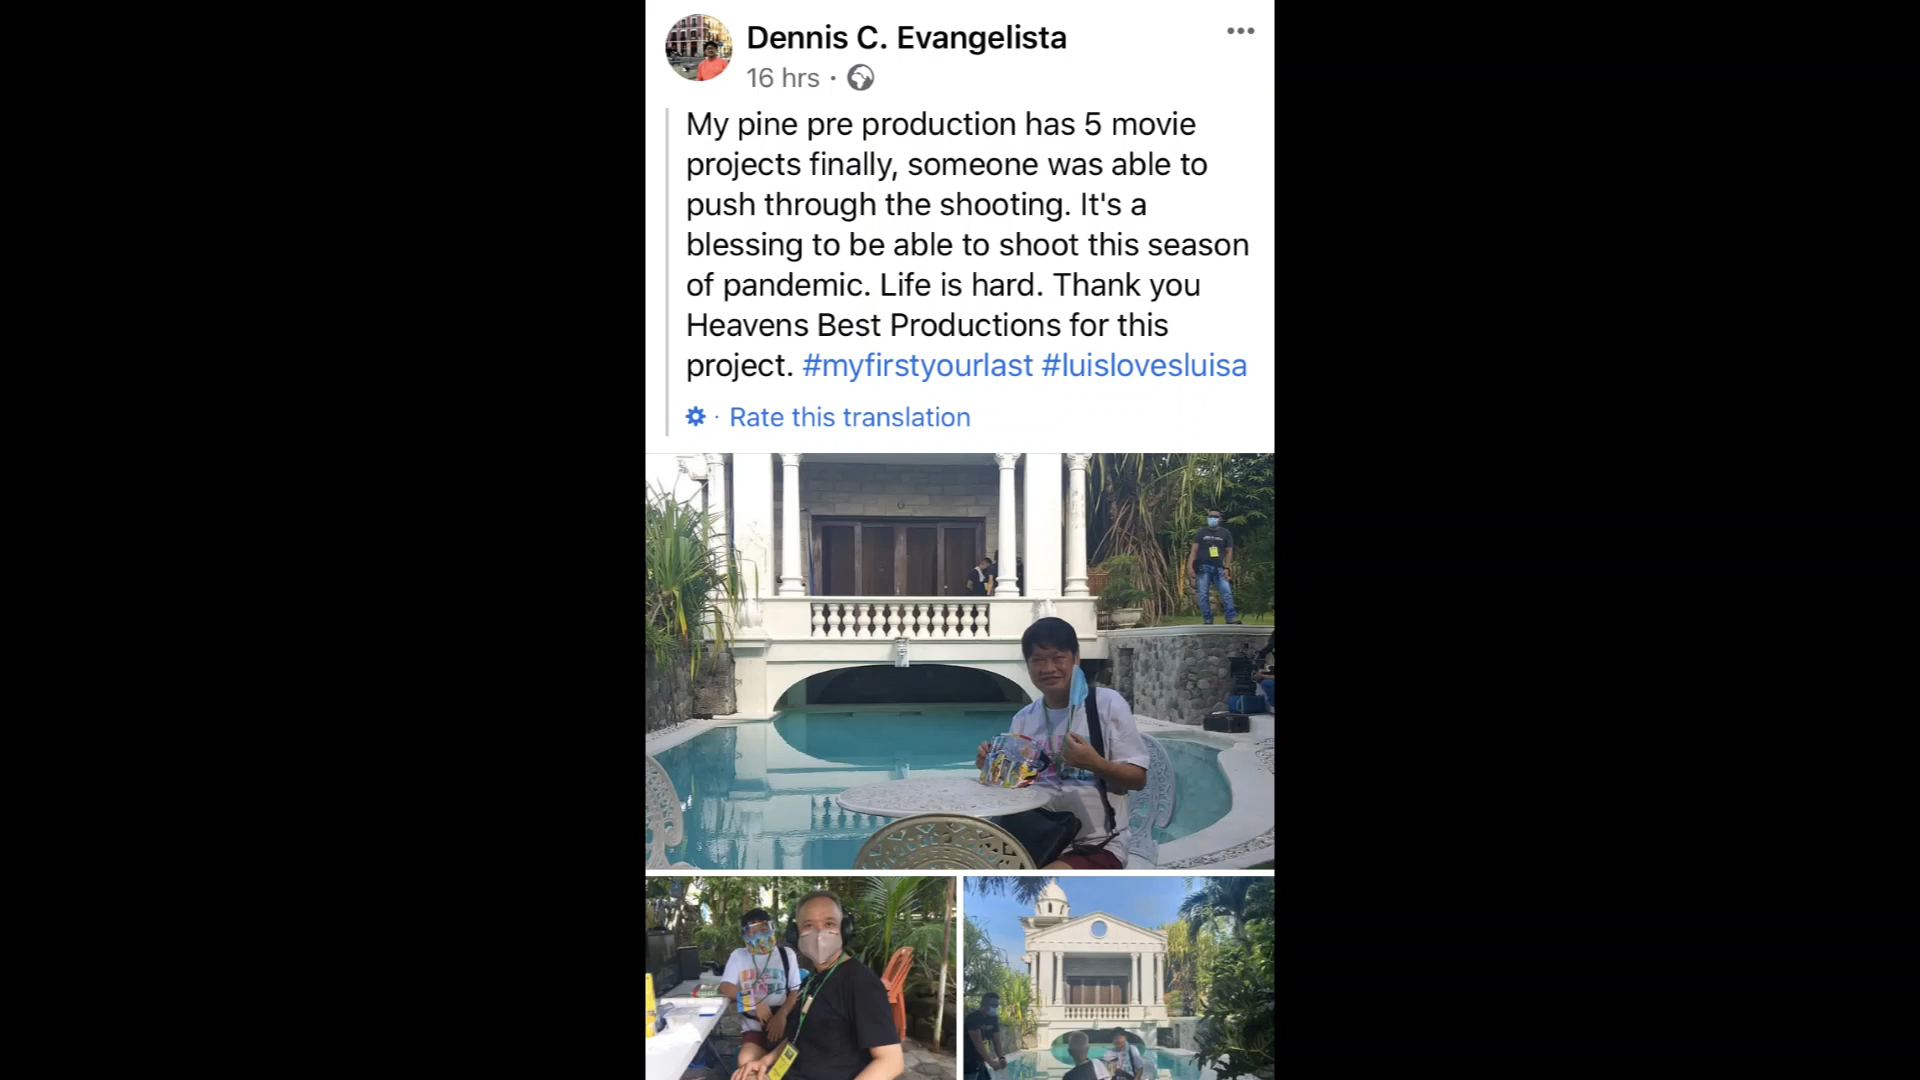 Dennis C. Evangelista
16 hrs ·
My pine pre production has 5 movie
projects finally, someone was able to
push through the shooting. It's a
blessing to be able to shoot this season
of pandemic. Life is hard. Thank you
Heavens Best Productions for this
project. #myfirstyourlast #luislovesluisa
· Rate this translation